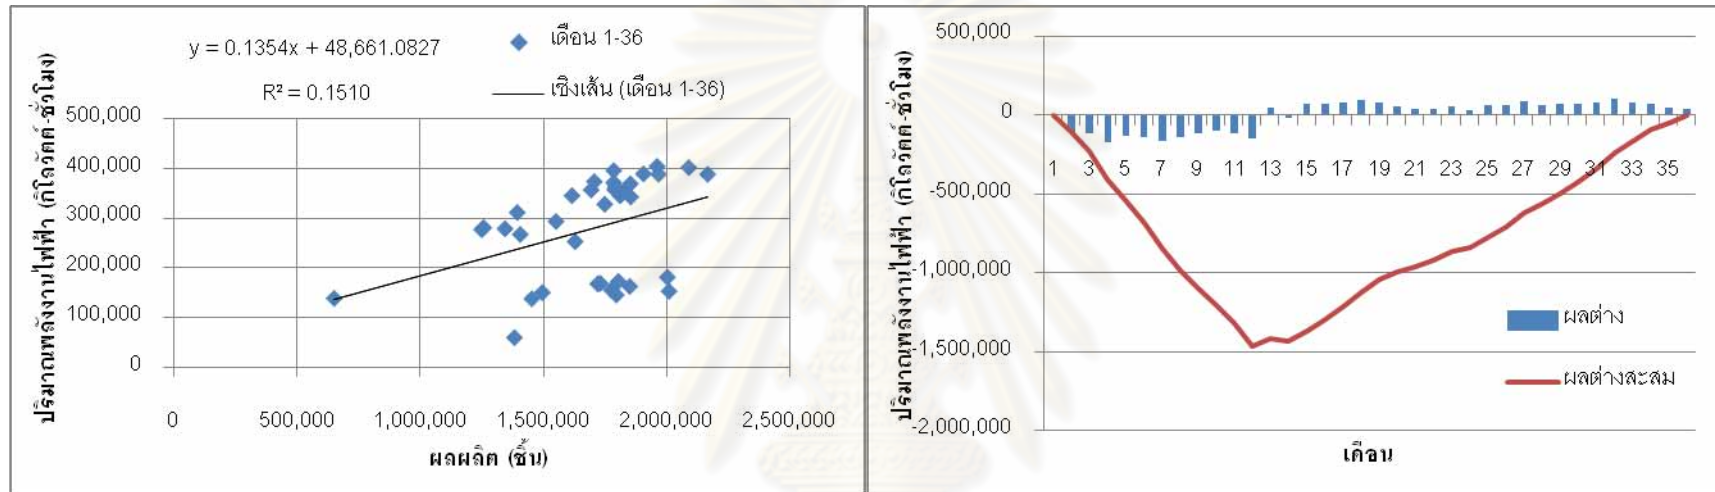 y = 0.1354x + 48,661.0827
R² = 0.1510
เดือน 1-36
เชิงเส้น (เดือน 1-36)
ปริมาณพลังงานไฟฟ้า (กิโลวัตต์-ชั่วโมง)
500,000
400,000
300,000
200,000
100,000
0
0 500,000 1,000,000 1,500,000 2,000,000 2,500,000
ผลผลิต (ชิ้น)
ปริมาณพลังงานไฟฟ้า (กิโลวัตต์-ชั่วโมง)
500,000
0
-500,000
-1,000,000
-1,500,000
-2,000,000
1 3 5 7 9 11 13 15 17 19 21 23 25 27 29 31 33 35
ผลต่าง
ผลต่างสะสม
เดือน